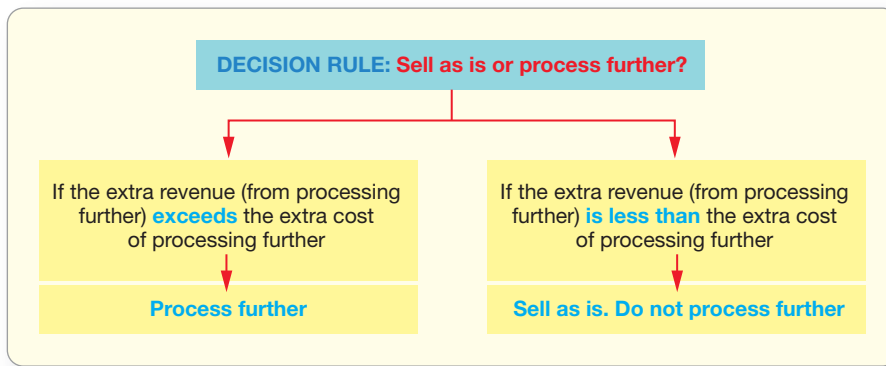 DECISION RULE: Sell as is or process further?
If the extra revenue (from processing
further) exceeds the extra cost
of processing further
Process further
If the extra revenue (from processing
further) is less than the extra cost
of processing further
Sell as is. Do not process further